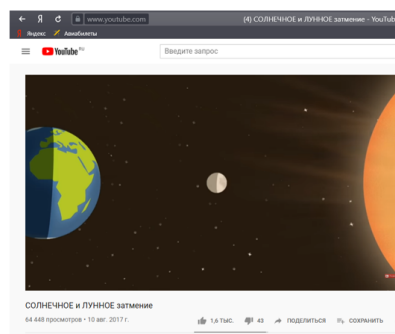 Я www.youtube.com (4) СОЛНЕЧНОЕ и ЛУННОЕ затмение - YouTub
Яндекс Авиабилеты
YouTube RU Введите запрос
СОЛНЕЧНОЕ и ЛУННОЕ затмение
64 448 просмотров • 10 авг. 2017 г. 1,6 ТЫС. 43 ПОДЕЛИТЬСЯ СОХРАНИТЬ